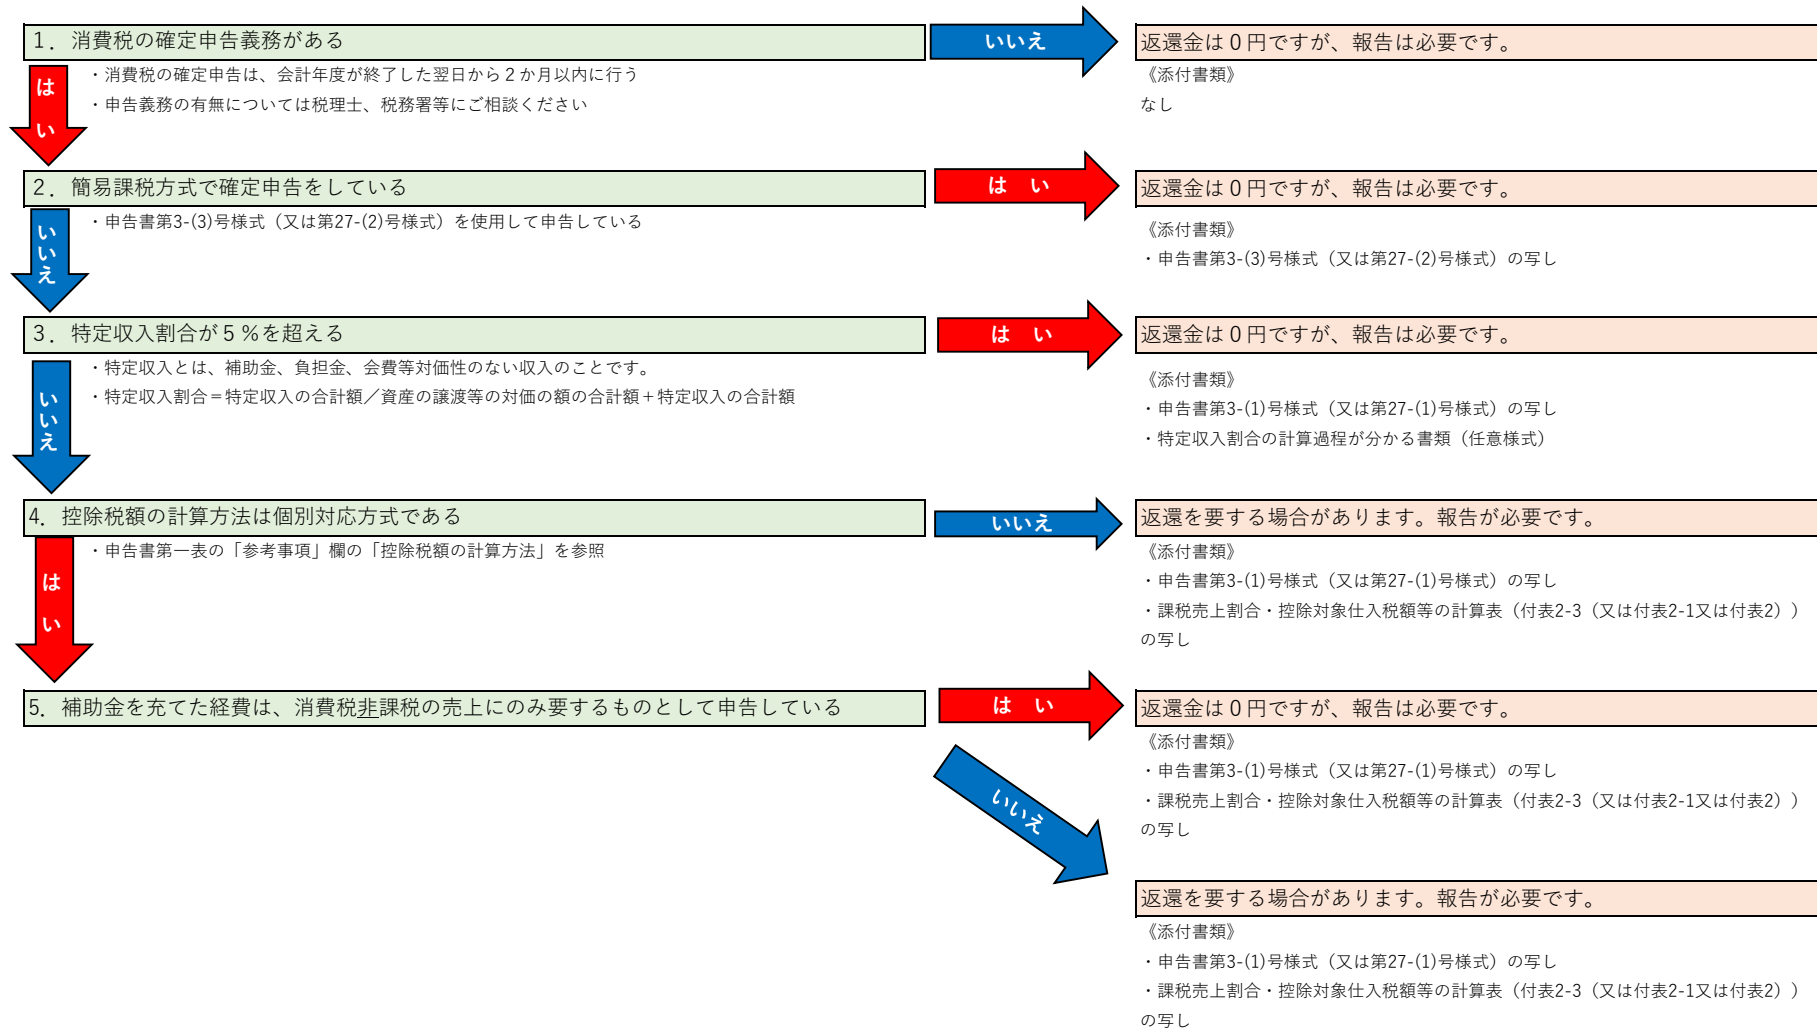 1．消費税の確定申告義務がある
いいえ
返還金は０円ですが、報告は必要です。
はい
・消費税の確定申告は、会計年度が終了した翌日から２か月以内に行う
・申告義務の有無については税理士、税務署等にご相談ください
《添付書類》
なし
2．簡易課税方式で確定申告をしている
はい
返還金は０円ですが、報告は必要です。
いいえ
・申告書第3-(3)号様式（又は第27-(2)号様式）を使用して申告している
《添付書類》
・申告書第3-(3)号様式（又は第27-(2)号様式）の写し
3．特定収入割合が５％を超える
はい
返還金は０円ですが、報告は必要です。
いいえ
・特定収入とは、補助金、負担金、会費等対価性のない収入のことです。
・特定収入割合＝特定収入の合計額／資産の譲渡等の対価の額の合計額＋特定収入の合計額
《添付書類》
・申告書第3-(1)号様式（又は第27-(1)号様式）の写し
・特定収入割合の計算過程が分かる書類（任意様式）
4．控除税額の計算方法は個別対応方式である
いいえ
返還を要する場合があります。報告が必要です。
はい
・申告書第一表の「参考事項」欄の「控除税額の計算方法」を参照
《添付書類》
・申告書第3-(1)号様式（又は第27-(1)号様式）の写し
・課税売上割合・控除対象仕入税額等の計算表（付表2-3（又は付表2-1又は付表2））
の写し
5．補助金を充てた経費は、消費税非課税の売上にのみ要するものとして申告している
はい
返還金は０円ですが、報告は必要です。
《添付書類》
・申告書第3-(1)号様式（又は第27-(1)号様式）の写し
・課税売上割合・控除対象仕入税額等の計算表（付表2-3（又は付表2-1又は付表2））
の写し
いいえ
返還を要する場合があります。報告が必要です。
《添付書類》
・申告書第3-(1)号様式（又は第27-(1)号様式）の写し
・課税売上割合・控除対象仕入税額等の計算表（付表2-3（又は付表2-1又は付表2））
の写し